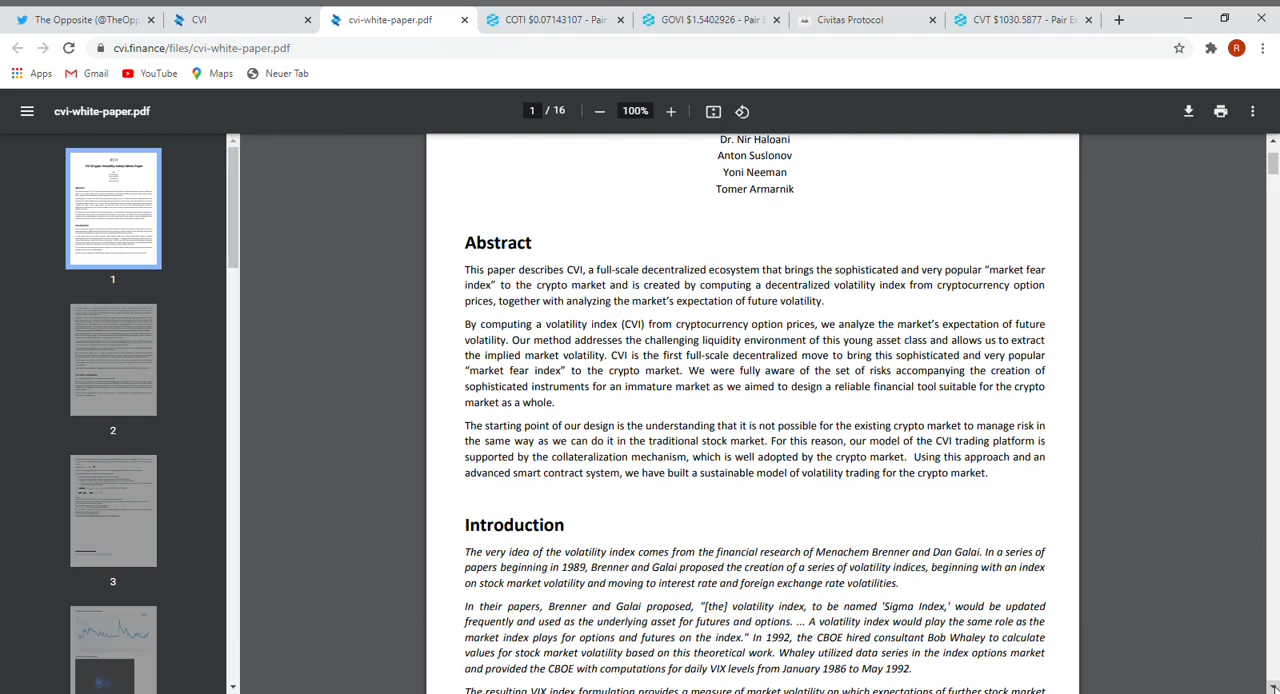 The Opposite (@TheOpp
CVI
cvi-white-paper.pdf
COTI $0.07143107 - Pair
GOVI $1.5402926 - Pair E
Civitas Protocol
CVT $1030.5877 - Pair Ex
cvi.finance/files/cvi-white-paper.pdf
R
Apps
Gmail
YouTube
Maps
Neuer Tab
cvi-white-paper.pdf
1 / 16
100%
1
2
3
Dr. Nir Haloani
Anton Suslonov
Yoni Neeman
Tomer Armarnik
Abstract
This paper describes CVI, a full-scale decentralized ecosystem that brings the sophisticated and very popular “market fear
index” to the crypto market and is created by computing a decentralized volatility index from cryptocurrency option
prices, together with analyzing the market’s expectation of future volatility.
By computing a volatility index (CVI) from cryptocurrency option prices, we analyze the market’s expectation of future
volatility. Our method addresses the challenging liquidity environment of this young asset class and allows us to extract
the implied market volatility. CVI is the first full-scale decentralized move to bring this sophisticated and very popular
“market fear index” to the crypto market. We were fully aware of the set of risks accompanying the creation of
sophisticated instruments for an immature market as we aimed to design a reliable financial tool suitable for the crypto
market as a whole.
The starting point of our design is the understanding that it is not possible for the existing crypto market to manage risk in
the same way as we can do it in the traditional stock market. For this reason, our model of the CVI trading platform is
supported by the collateralization mechanism, which is well adopted by the crypto market. Using this approach and an
advanced smart contract system, we have built a sustainable model of volatility trading for the crypto market.
Introduction
The very idea of the volatility index comes from the financial research of Menachem Brenner and Dan Galai. In a series of
papers beginning in 1989, Brenner and Galai proposed the creation of a series of volatility indices, beginning with an index
on stock market volatility and moving to interest rate and foreign exchange rate volatilities.
In their papers, Brenner and Galai proposed, "[the] volatility index, to be named 'Sigma Index,' would be updated
frequently and used as the underlying asset for futures and options. ... A volatility index would play the same role as the
market index plays for options and futures on the index." In 1992, the CBOE hired consultant Bob Whaley to calculate
values for stock market volatility based on this theoretical work. Whaley utilized data series in the index options market
and provided the CBOE with computations for daily VIX levels from January 1986 to May 1992.
The resulting VIX index formulation provides a measure of market volatility on which expectations of further stock market